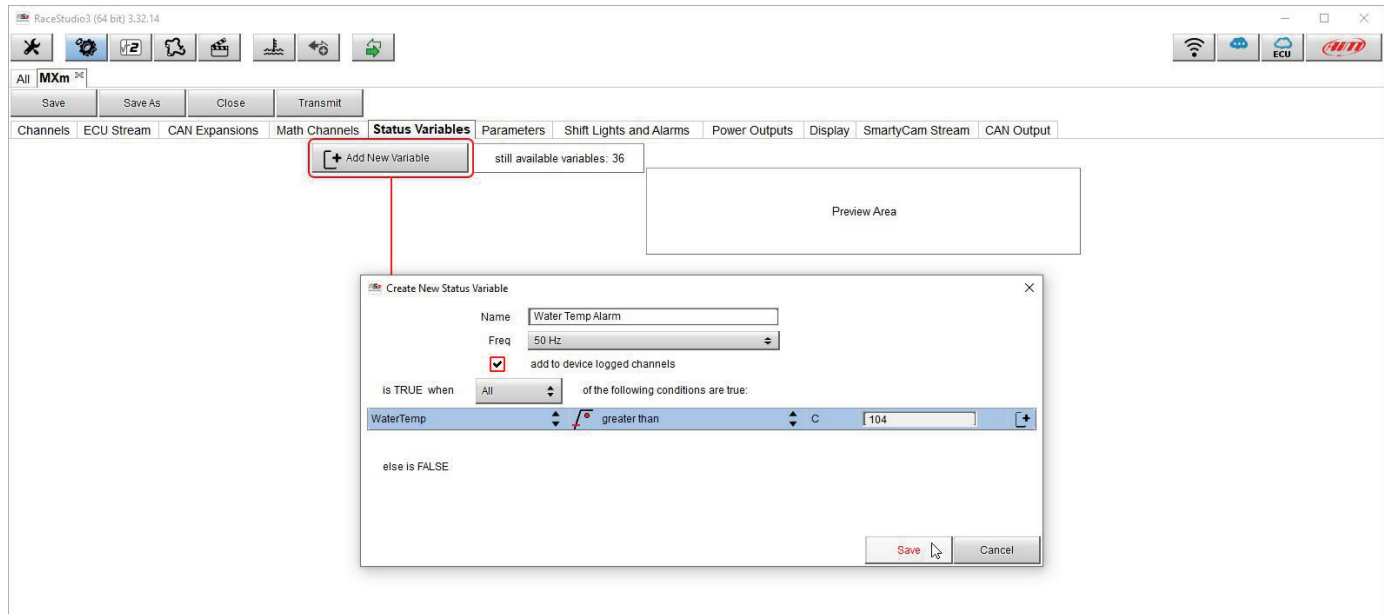 RaceStudio3 (64 bit) 3.32.14
ECU
All MXm
Save Save As Close Transmit
Channels ECU Stream CAN Expansions Math Channels Status Variables Parameters Shift Lights and Alarms Power Outputs Display SmartyCam Stream CAN Output
Add New Variable still available variables: 36
Preview Area
Create New Status Variable
Name Water Temp Alarm
Freq 50 Hz
add to device logged channels
is TRUE when All of the following conditions are true:
WaterTemp greater than C 104
else is FALSE
Save Cancel